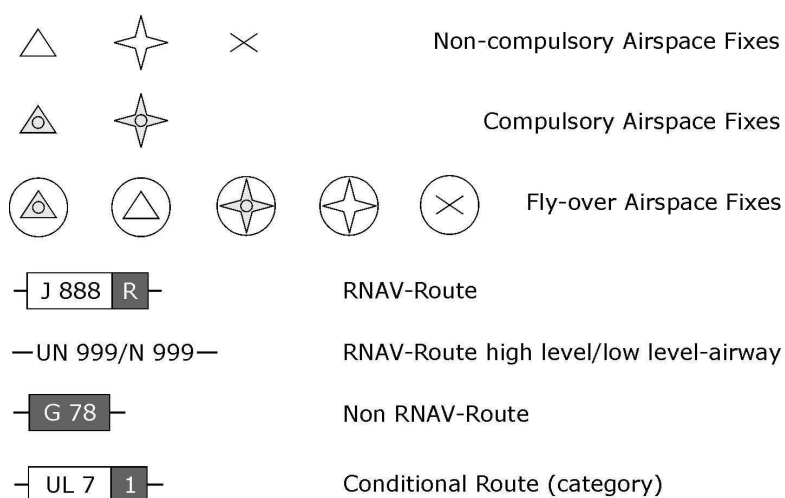 Non-compulsory Airspace Fixes
Compulsory Airspace Fixes
Fly-over Airspace Fixes
J 888 R RNAV-Route
UN 999/N 999 RNAV-Route high level/low level-airway
G 78 Non RNAV-Route
UL 7 1 Conditional Route (category)